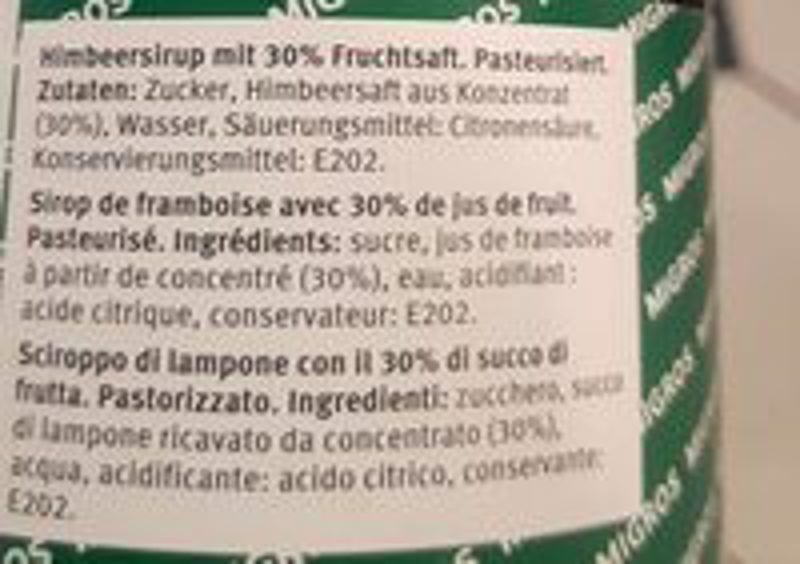 MIGROS
Himbeersirup mit 30% Fruchtsaft. Pasteurisiert.
Zutaten: Zucker, Himbeersaft aus Konzentrat
(30%), Wasser, Säuerungsmittel: Citronensäure,
Konservierungsmittel: E202.
Sirop de framboise avec 30% de jus de fruit.
Pasteurisé. Ingrédients: sucre, jus de framboise
à partir de concentré (30%), eau, acidifiant :
acide citrique, conservateur: E202.
Sciroppo di lampone con il 30% di succo di
frutta. Pastorizzato. Ingredienti: zucchero, succo
di lampone ricavato da concentrato (30%),
acqua, acidificante: acido citrico, conservante:
E202.
MIGROS
MIGROS